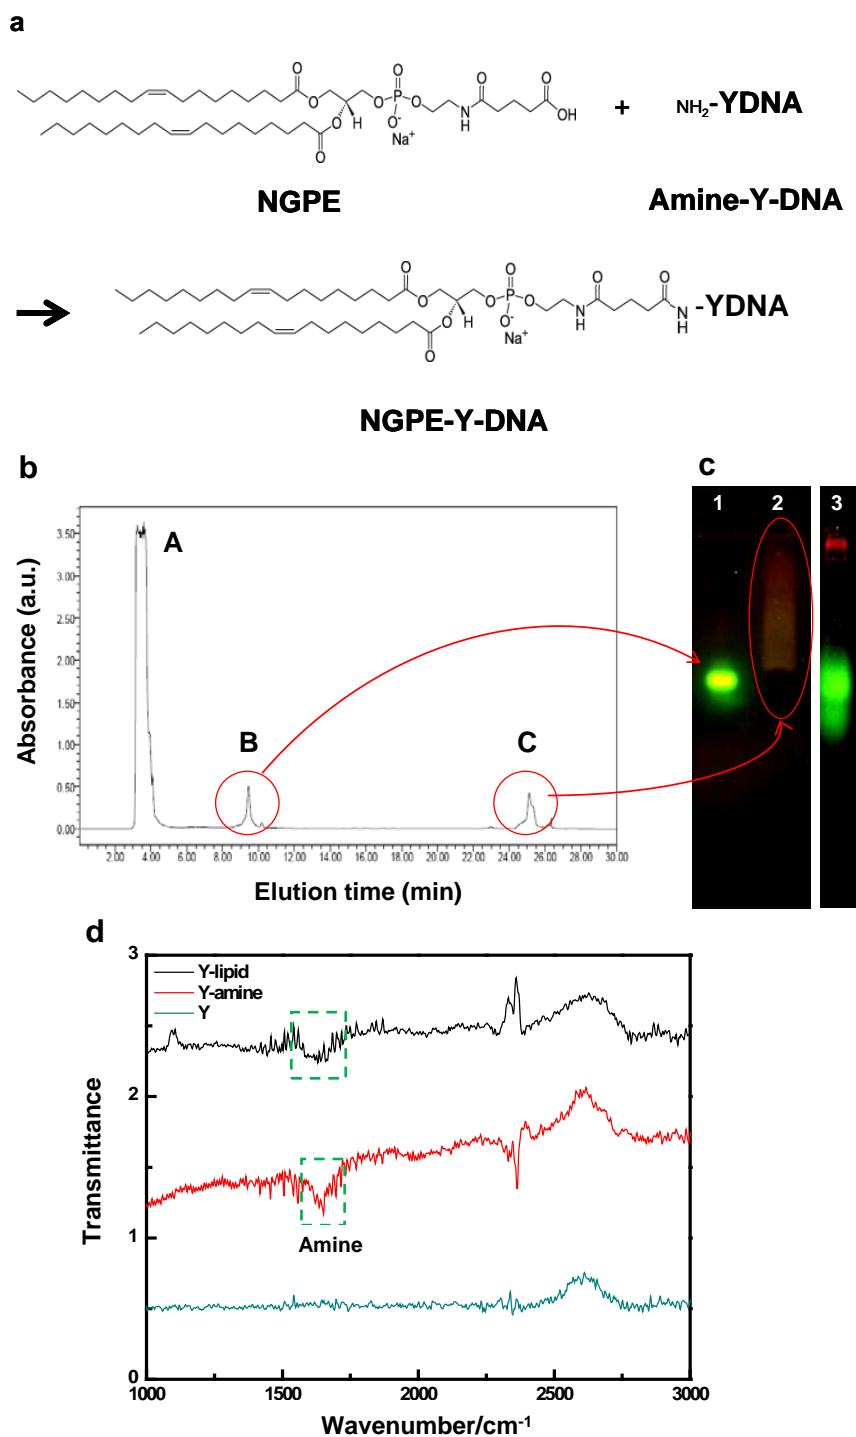 a
O
O
P
O
O
O
O
OH
O
O
H
O-
N
H
Na+
O
+
NH2-YDNA
NGPE
Amine-Y-DNA
O
O
P
O
O
O
O
O
O
H
O-
N
H
N
H
-YDNA
Na+
O
NGPE-Y-DNA
b
c
Absorbance (a.u.)
3.50
3.00
2.50
2.00
1.50
1.00
0.50
0.00
A
B
C
2.00 4.00 6.00 8.00 10.00 12.00 14.00 16.00 18.00 20.00 22.00 24.00 26.00 28.00 30.00
Elution time (min)
1 2 3
d
Transmittance
3
2
1
0
Y-lipid
Y-amine
Y
Amine
1000 1500 2000 2500 3000
Wavenumber/cm-1